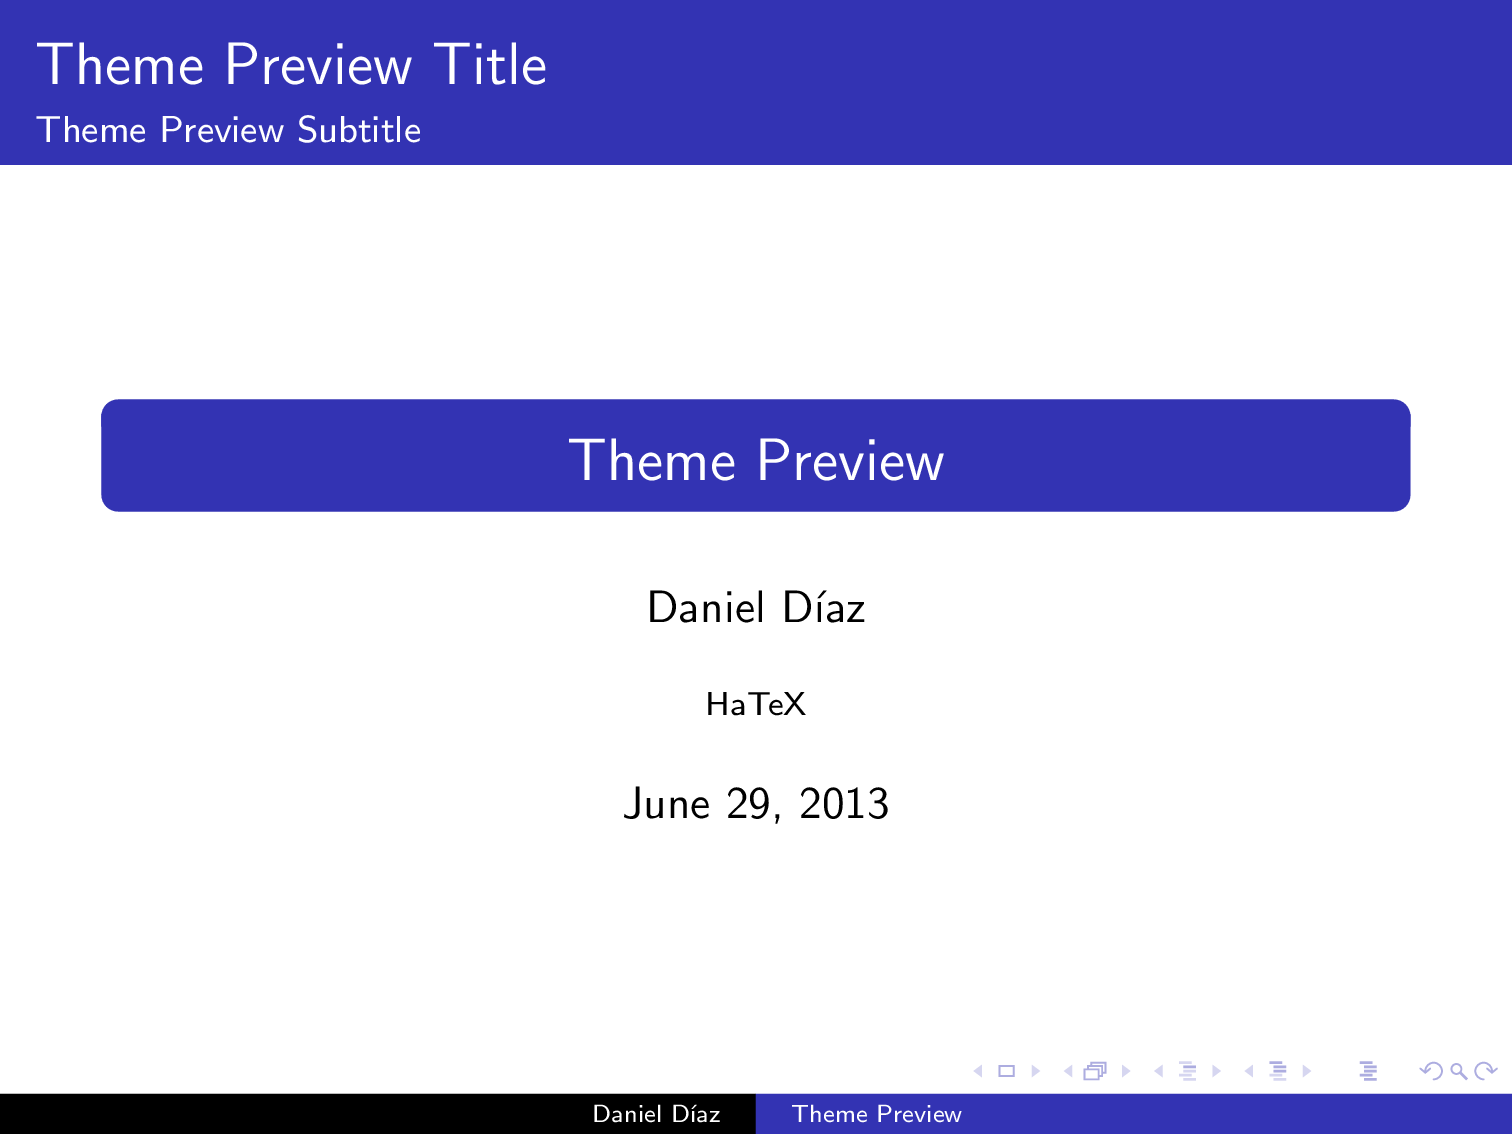 Theme Preview Title
Theme Preview Subtitle
Theme Preview
Daniel Díaz
HaTeX
June 29, 2013
Daniel Díaz
Theme Preview